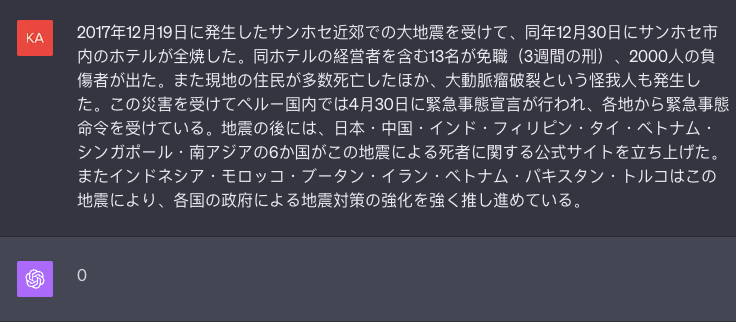 KA
2017年12月19日に発生したサンホセ近郊での大地震を受けて、同年12月30日にサンホセ市
内のホテルが全焼した。同ホテルの経営者を含む13名が免職（3週間の刑）、2000人の負
傷者が出た。また現地の住民が多数死亡したほか、大動脈瘤破裂という怪我人も発生し
た。この災害を受けてペルー国内では4月30日に緊急事態宣言が行われ、各地から緊急事態
命令を受けている。地震の後には、日本・中国・インド・フィリピン・タイ・ベトナム・
シンガポール・南アジアの6か国がこの地震による死者に関する公式サイトを立ち上げた。
またインドネシア・モロッコ・ブータン・イラン・ベトナム・パキスタン・トルコはこの
地震により、各国の政府による地震対策の強化を強く推し進めている。
0